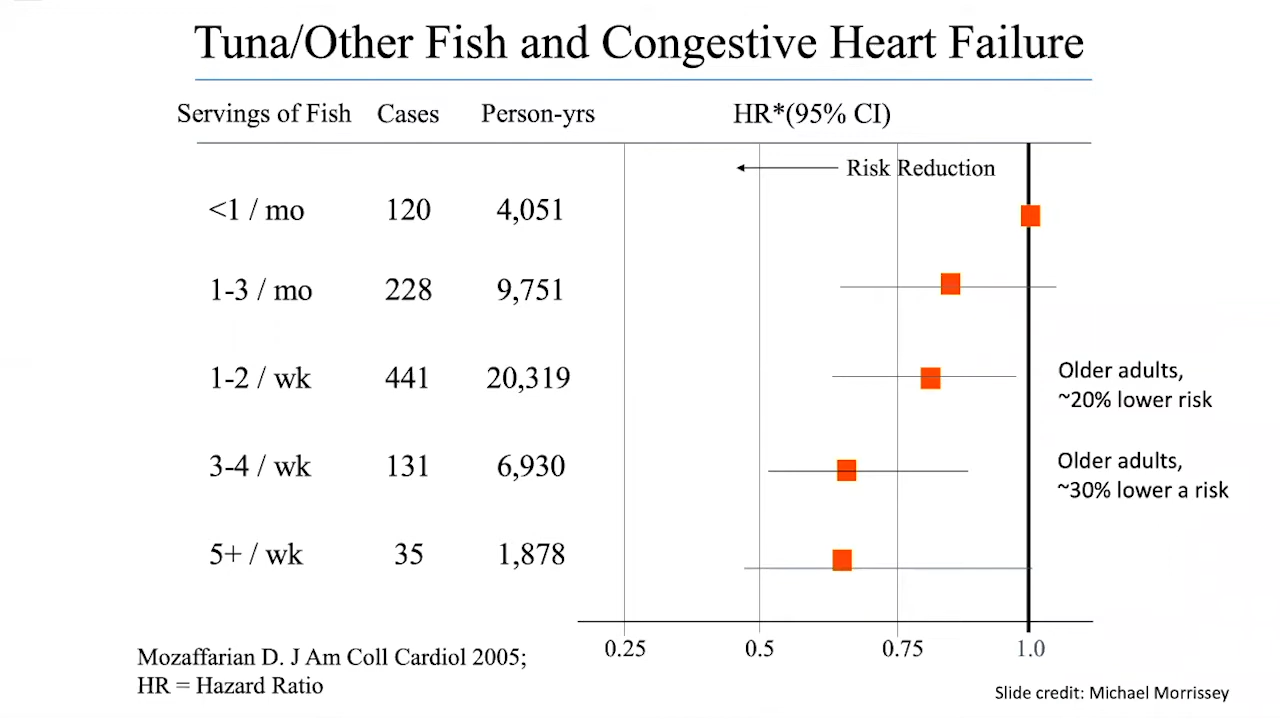 Tuna/Other Fish and Congestive Heart Failure
Servings of Fish Cases Person-yrs HR*(95% CI)
Risk Reduction
<1 / mo 120 4,051
1-3 / mo 228 9,751
1-2 / wk 441 20,319
Older adults,
~20% lower risk
3-4 / wk 131 6,930
Older adults,
~30% lower a risk
5+ / wk 35 1,878
0.25 0.5 0.75 1.0
Mozaffarian D. J Am Coll Cardiol 2005;
HR = Hazard Ratio
Slide credit: Michael Morrissey